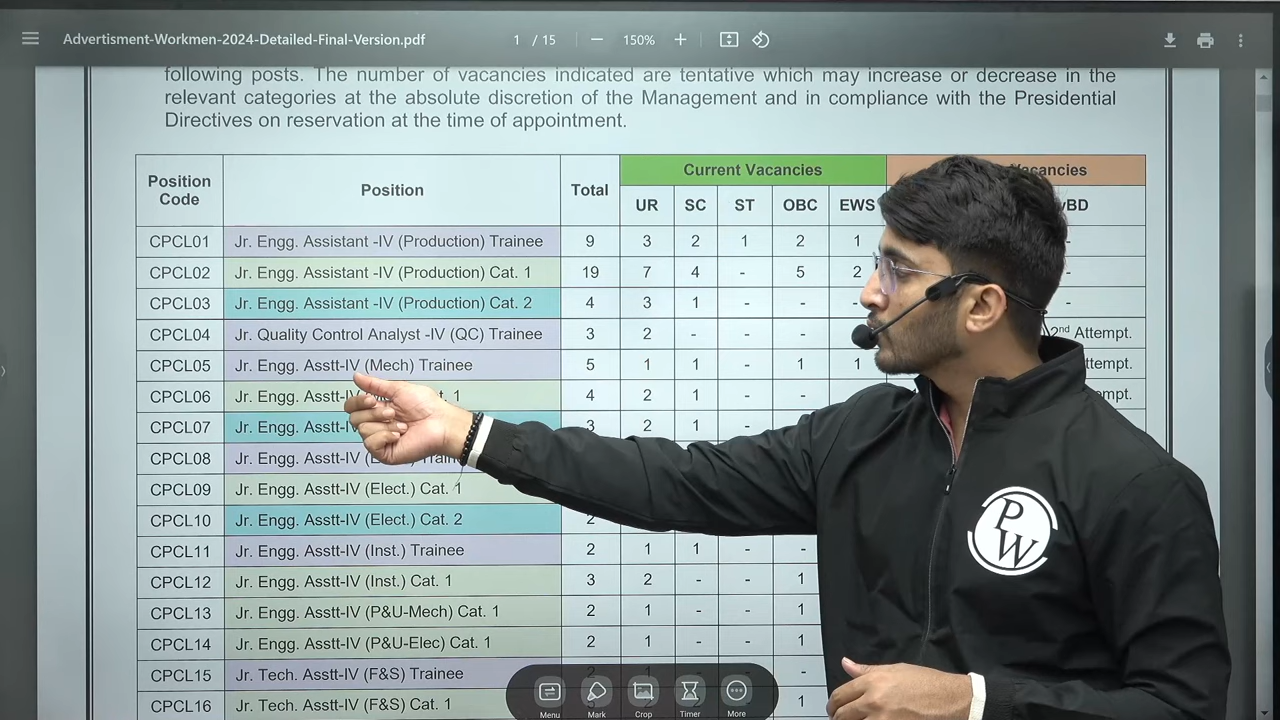 Advertisment-Workmen-2024-Detailed-Final-Version.pdf 1 / 15 150%
following posts. The number of vacancies indicated are tentative which may increase or decrease in the
relevant categories at the absolute discretion of the Management and in compliance with the Presidential
Directives on reservation at the time of appointment.
Position Code Position Total Current Vacancies
UR SC ST OBC EWS
CPCL01 Jr. Engg. Assistant -IV (Production) Trainee 9 3 2 1 2 1 -
CPCL02 Jr. Engg. Assistant -IV (Production) Cat. 1 19 7 4 - 5 2 -
CPCL03 Jr. Engg. Assistant -IV (Production) Cat. 2 4 3 1 - - - -
CPCL04 Jr. Quality Control Analyst -IV (QC) Trainee 3 2 - - - 2nd Attempt.
CPCL05 Jr. Engg. Asstt-IV (Mech) Trainee 5 1 1 - 1 1
CPCL06 Jr. Engg. Asstt-IV 1 4 2 1 - -
CPCL07 Jr. Engg. Asstt-IV 3 2 1 - -
CPCL08 Jr. Engg. Asstt-IV
CPCL09 Jr. Engg. Asstt-IV (Elect.) Cat. 1
CPCL10 Jr. Engg. Asstt-IV (Elect.) Cat. 2 2
CPCL11 Jr. Engg. Asstt-IV (Inst.) Trainee 2 1 1 - -
CPCL12 Jr. Engg. Asstt-IV (Inst.) Cat. 1 3 2 - - 1
CPCL13 Jr. Engg. Asstt-IV (P&U-Mech) Cat. 1 2 1 - - 1
CPCL14 Jr. Engg. Asstt-IV (P&U-Elec) Cat. 1 2 1 - - 1
CPCL15 Jr. Tech. Asstt-IV (F&S) Trainee -
CPCL16 Jr. Tech. Asstt-IV (F&S) Cat. 1 1
PW
Menu Mark Crop Timer More